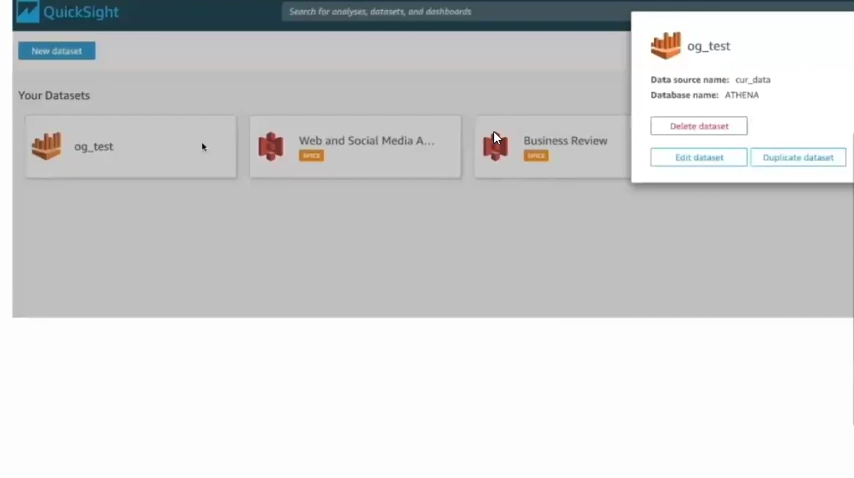 QuickSight
Search for analyses, datasets, and dashboards
New dataset
Your Datasets
og_test
Web and Social Media A...
SPICE
Business Review
SPICE
og_test
Data source name: cur_data
Database name: ATHENA
Delete dataset
Edit dataset
Duplicate dataset